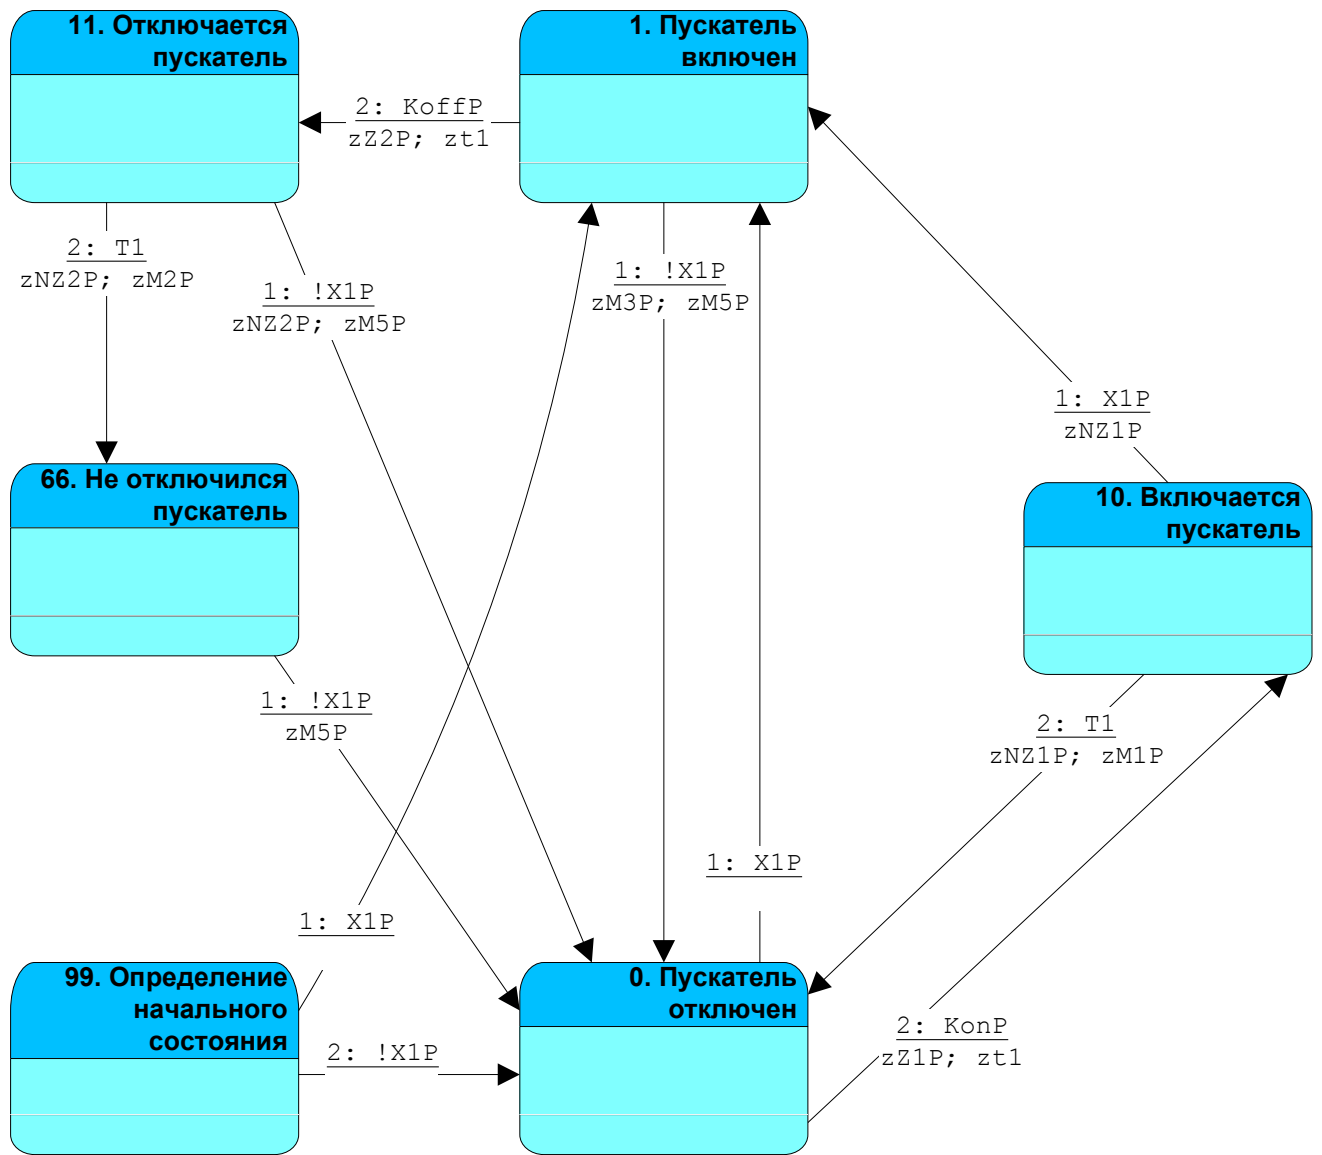 11. Отключается
пускатель
1. Пускатель
включен
2: KoffP
zZ2P; zt1
2: T1
zNZ2P; zM2P
1: !X1P
zNZ2P; zM5P
1: !X1P
zM3P; zM5P
1: X1P
zNZ1P
66. Не отключился
пускатель
10. Включается
пускатель
1: !X1P
zM5P
2: T1
zNZ1P; zM1P
1: X1P
1: X1P
99. Определение
начального
состояния
0. Пускатель
отключен
2: !X1P
2: KonP
zZ1P; zt1